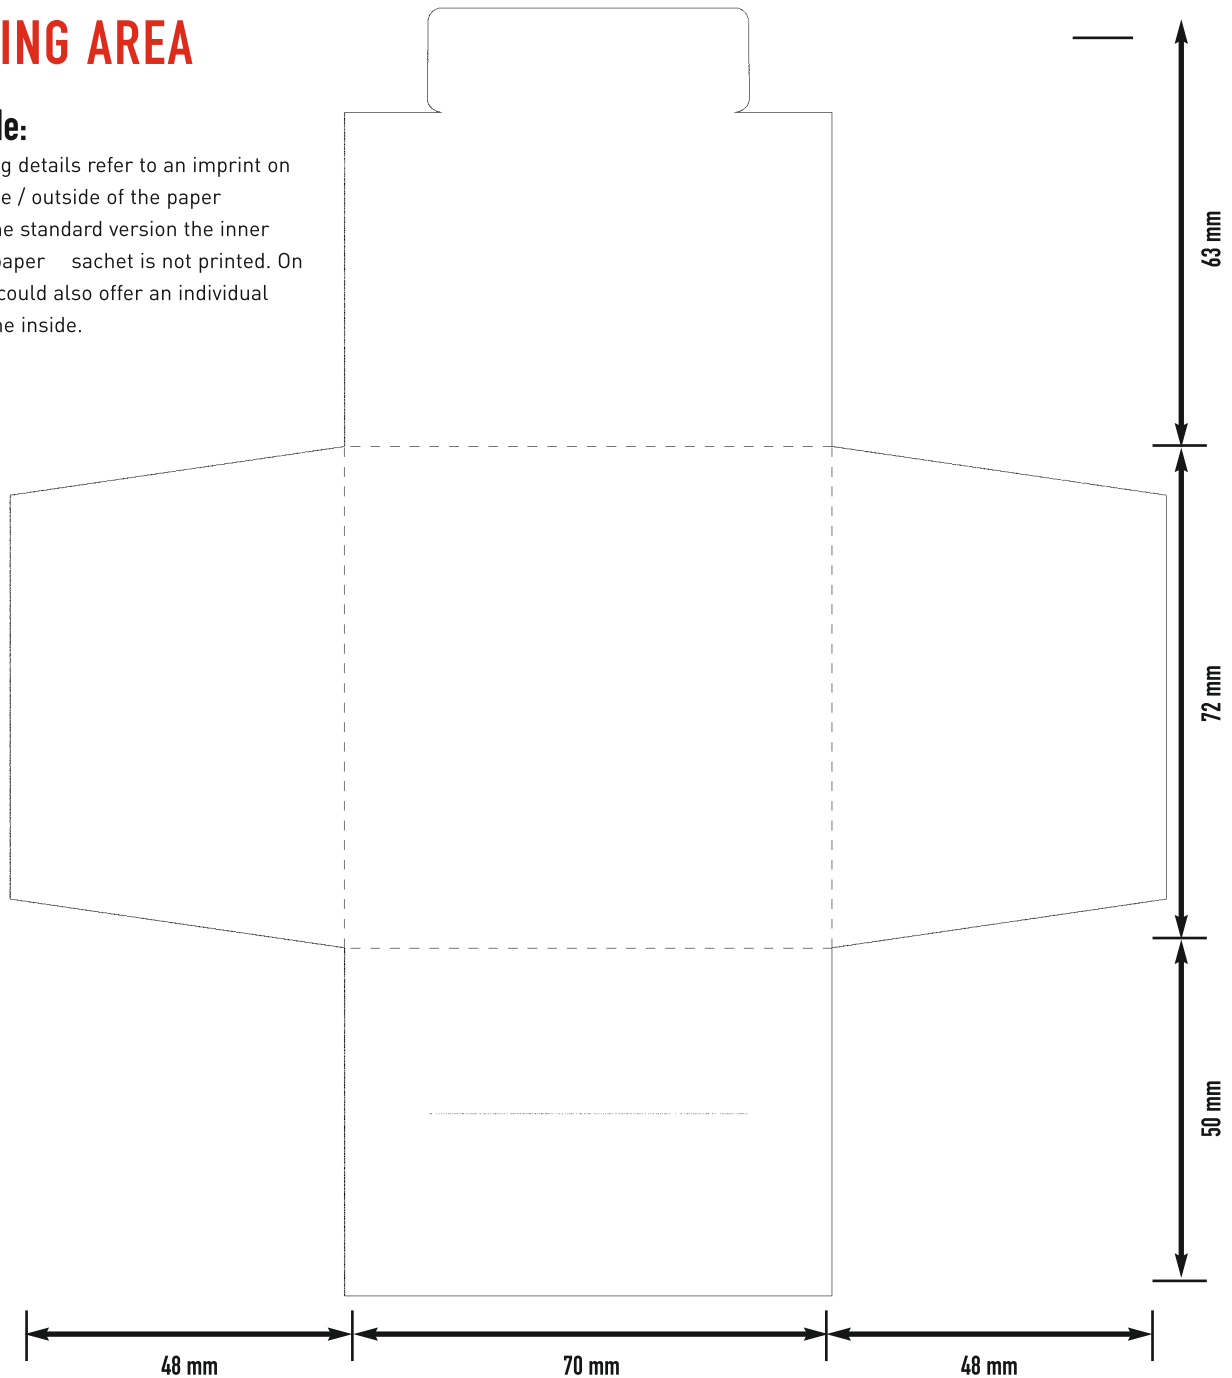 ING AREA
le:
g details refer to an imprint on
e / outside of the paper
he standard version the inner
paper sachet is not printed. On
could also offer an individual
he inside.
63 mm
72 mm
50 mm
48 mm 70 mm 48 mm